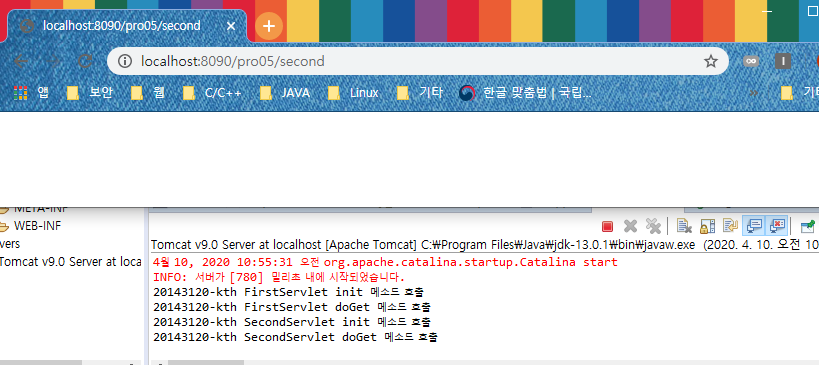 localhost:8090/pro05/second
localhost:8090/pro05/second
앱 보안 웹 C/C++ JAVA Linux 기타 한글 맞춤법 | 국립... 기타
META-INF
WEB-INF
vers
Tomcat v9.0 Server at loca
Tomcat v9.0 Server at localhost [Apache Tomcat] C:\Program Files\Java\jdk-13.0.1\bin\javaw.exe (2020. 4. 10. 오전 10
4월 10, 2020 10:55:31 오전 org.apache.catalina.startup.Catalina start
INFO: 서버가 [780] 밀리초 내에 시작되었습니다.
20143120-kth FirstServlet init 메소드 호출
20143120-kth FirstServlet doGet 메소드 호출
20143120-kth SecondServlet init 메소드 호출
20143120-kth SecondServlet doGet 메소드 호출